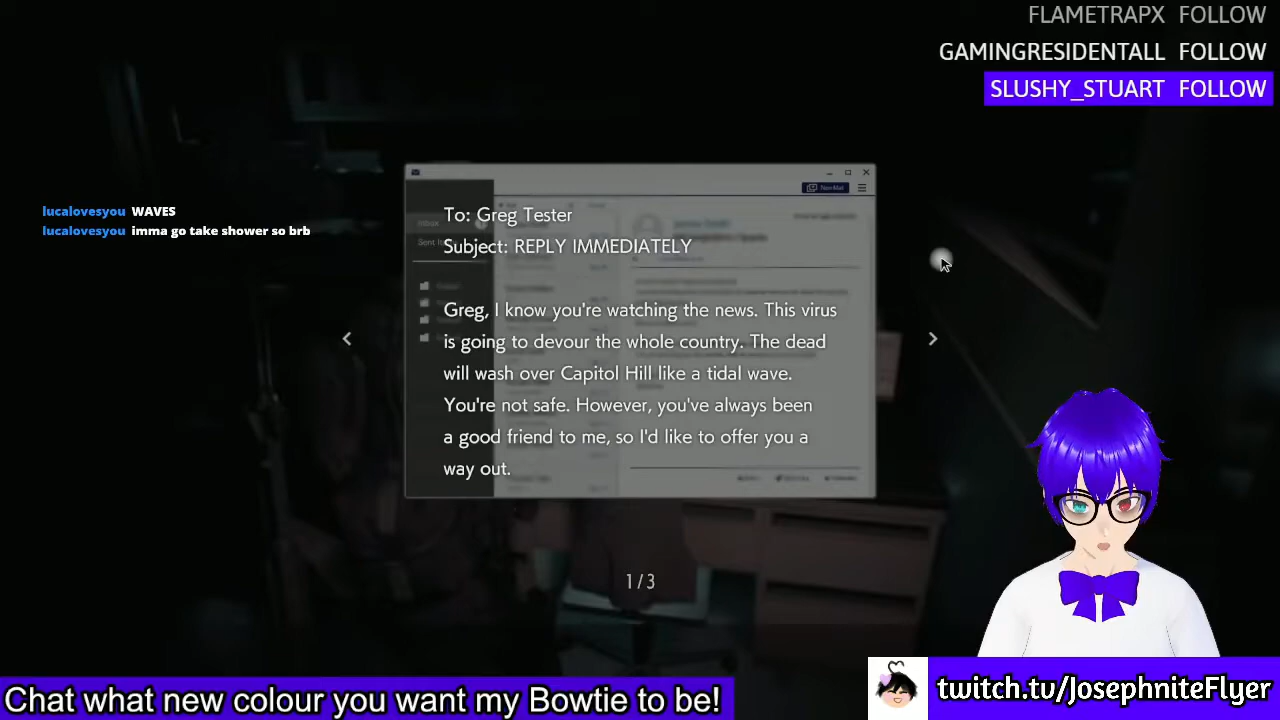 FLAMETRAPX FOLLOW
GAMINGRESIDENTALL FOLLOW
SLUSHY_STUART FOLLOW
lucalovesyou WAVES
lucalovesyou imma go take shower so brb
Inbox
To: Greg Tester
Subject: REPLY IMMEDIATELY
Greg, I know you're watching the news. This virus
is going to devour the whole country. The dead
will wash over Capitol Hill like a tidal wave.
You're not safe. However, you've always been
a good friend to me, so I'd like to offer you a
way out.
1/3
Chat what new colour you want my Bowtie to be!
twitch.tv/JosephniteFlyer